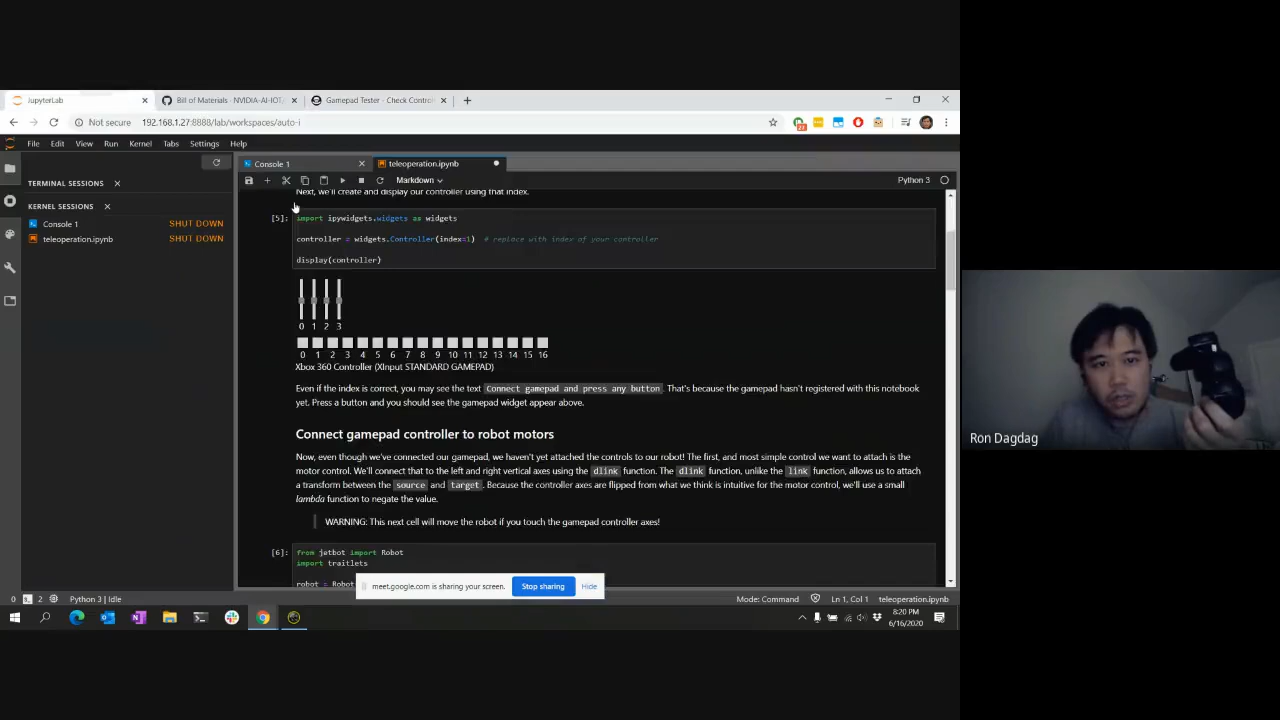 JupyterLab
Bill of Materials · NVIDIA-AI-IOT
Gamepad Tester - Check Control
Not secure
192.168.1.27:8888/lab/workspaces/auto-i
27
File Edit View Run Kernel Tabs Settings Help
TERMINAL SESSIONS
KERNEL SESSIONS
Console 1 SHUT DOWN
teleoperation.ipynb SHUT DOWN
Console 1
teleoperation.ipynb
Markdown
Python 3
Next, we'll create and display our controller using that index.
[5]: import ipywidgets.widgets as widgets
controller = widgets.Controller(index=1) # replace with index of your controller
display(controller)
0 1 2 3
0 1 2 3 4 5 6 7 8 9 10 11 12 13 14 15 16
Xbox 360 Controller (XInput STANDARD GAMEPAD)
Even if the index is correct, you may see the text Connect gamepad and press any button. That's because the gamepad hasn't registered with this notebook
yet. Press a button and you should see the gamepad widget appear above.
Connect gamepad controller to robot motors
Now, even though we've connected our gamepad, we haven't yet attached the controls to our robot! The first, and most simple control we want to attach is the
motor control. We'll connect that to the left and right vertical axes using the dlink function. The dlink function, unlike the link function, allows us to attach
a transform between the source and target. Because the controller axes are flipped from what we think is intuitive for the motor control, we'll use a small
lambda function to negate the value.
WARNING: This next cell will move the robot if you touch the gamepad controller axes!
[6]: from jetbot import Robot
import traitlets
robot = Robot
meet.google.com is sharing your screen. Stop sharing Hide
0 2 Python 3 | Idle
Mode: Command Ln 1, Col 1 teleoperation.ipynb
8:20 PM
6/16/2020
Ron Dagdag